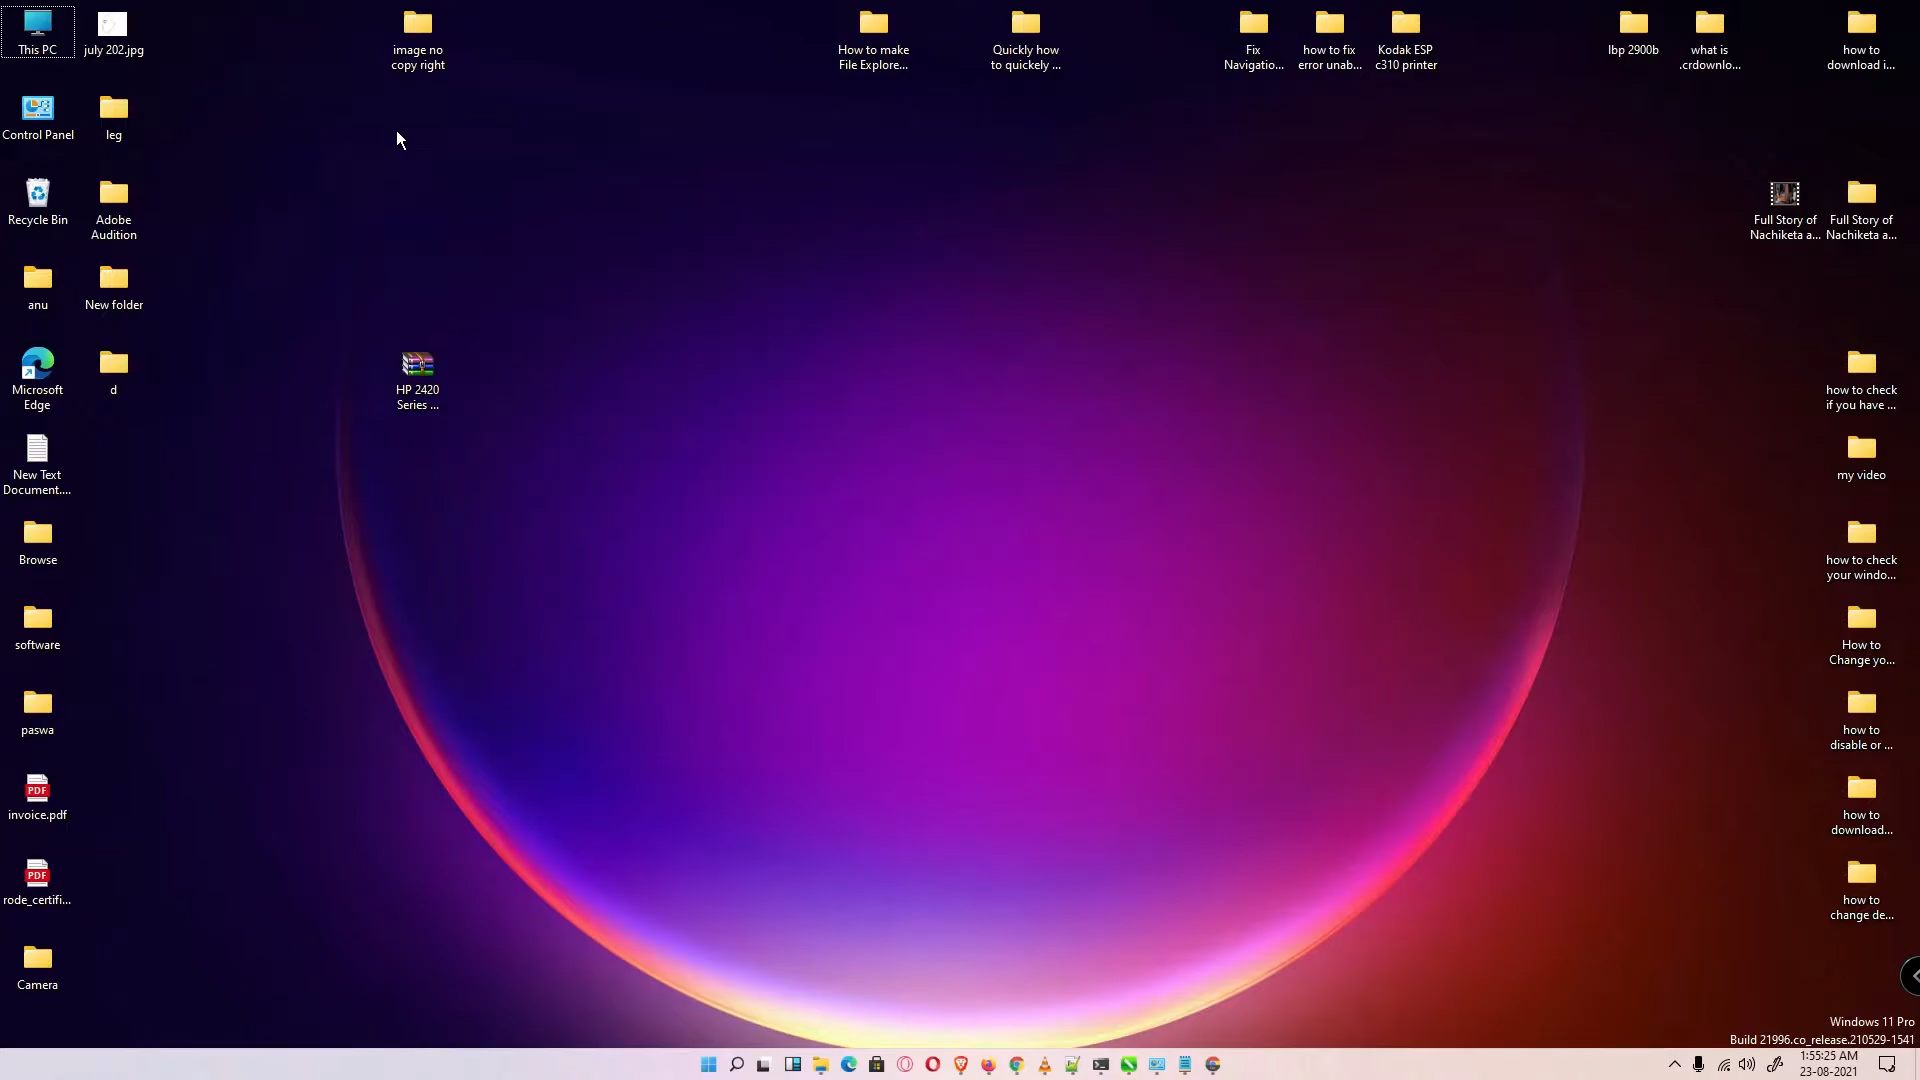 This PC
july 202.jpg
image no
copy right
How to make
File Explore...
Quickly how
to quickely ...
Fix
Navigatio...
how to fix
error unab...
Kodak ESP
c310 printer
lbp 2900b
what is
.crdownlo...
how to
download i...
Control Panel
leg
Recycle Bin
Adobe
Audition
Full Story of
Nachiketa a...
Full Story of
Nachiketa a...
anu
New folder
Microsoft
Edge
d
HP 2420
Series ...
how to check
if you have ...
New Text
Document....
my video
Browse
how to check
your windo...
software
How to
Change yo...
paswa
how to
disable or ...
PDF
invoice.pdf
how to
download...
PDF
rode_certifi...
how to
change de...
Camera
Windows 11 Pro
Build 21996.co_release.210529-1541
1:55:25 AM
23-08-2021